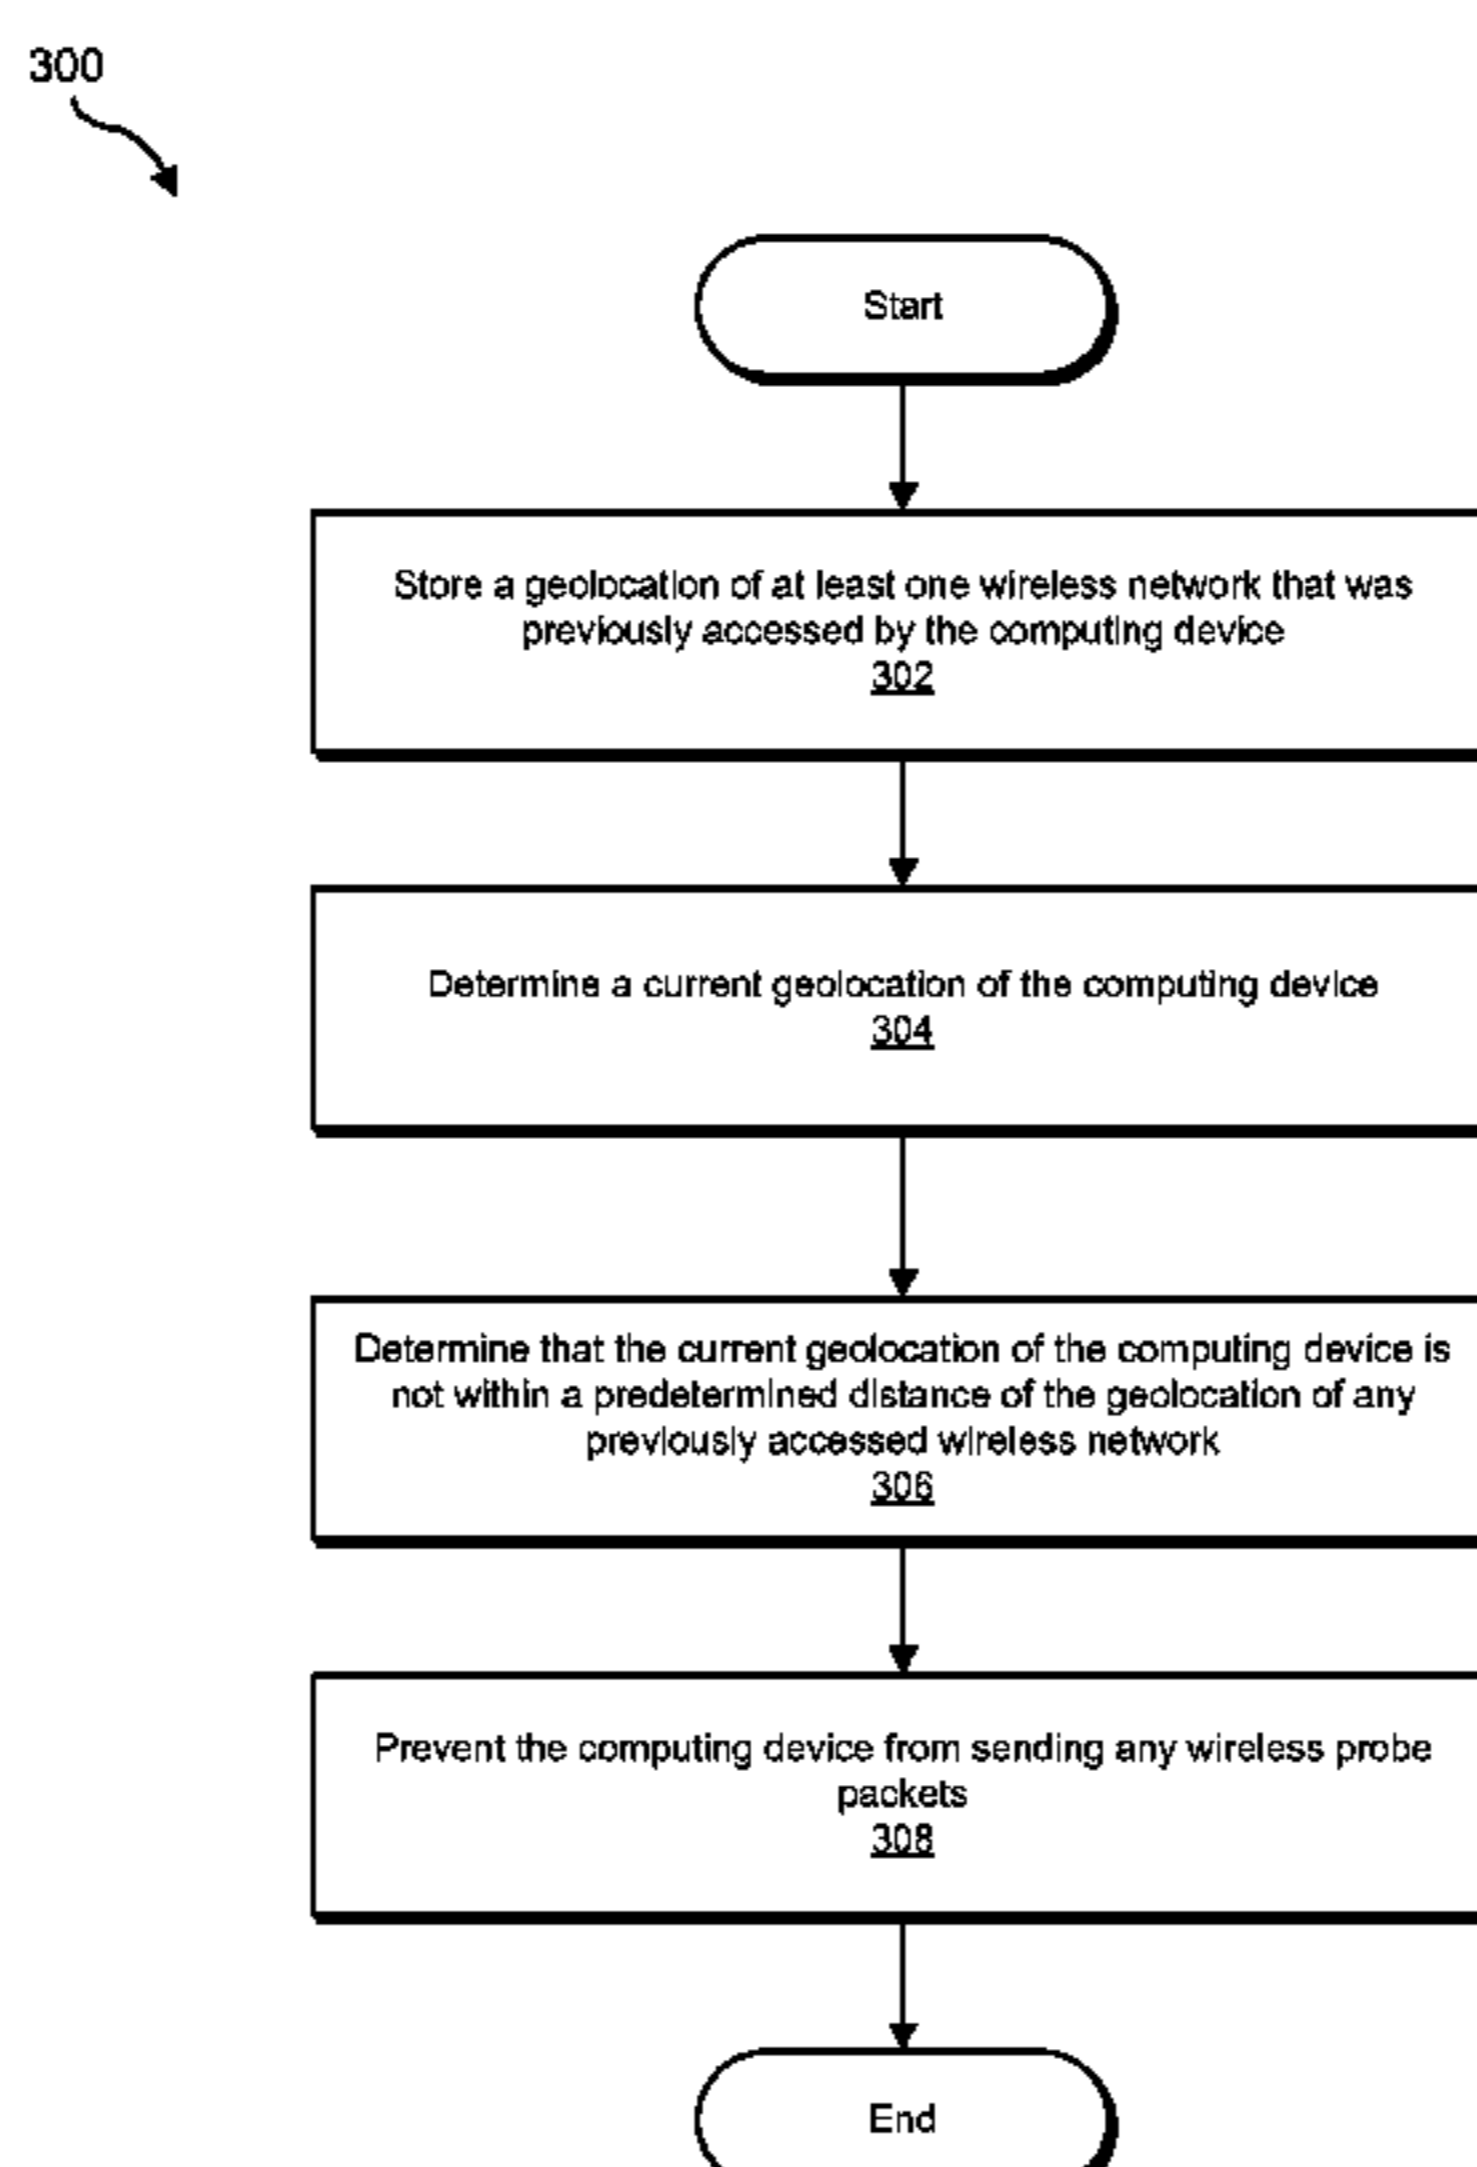 300
Start
Store a geolocation of at least one wireless network that was
previously accessed by the computing device
302
Determine a current geolocation of the computing device
304
Determine that the current geolocation of the computing device is
not within a predetermined distance of the geolocation of any
previously accessed wireless network
306
Prevent the computing device from sending any wireless probe
packets
308
End